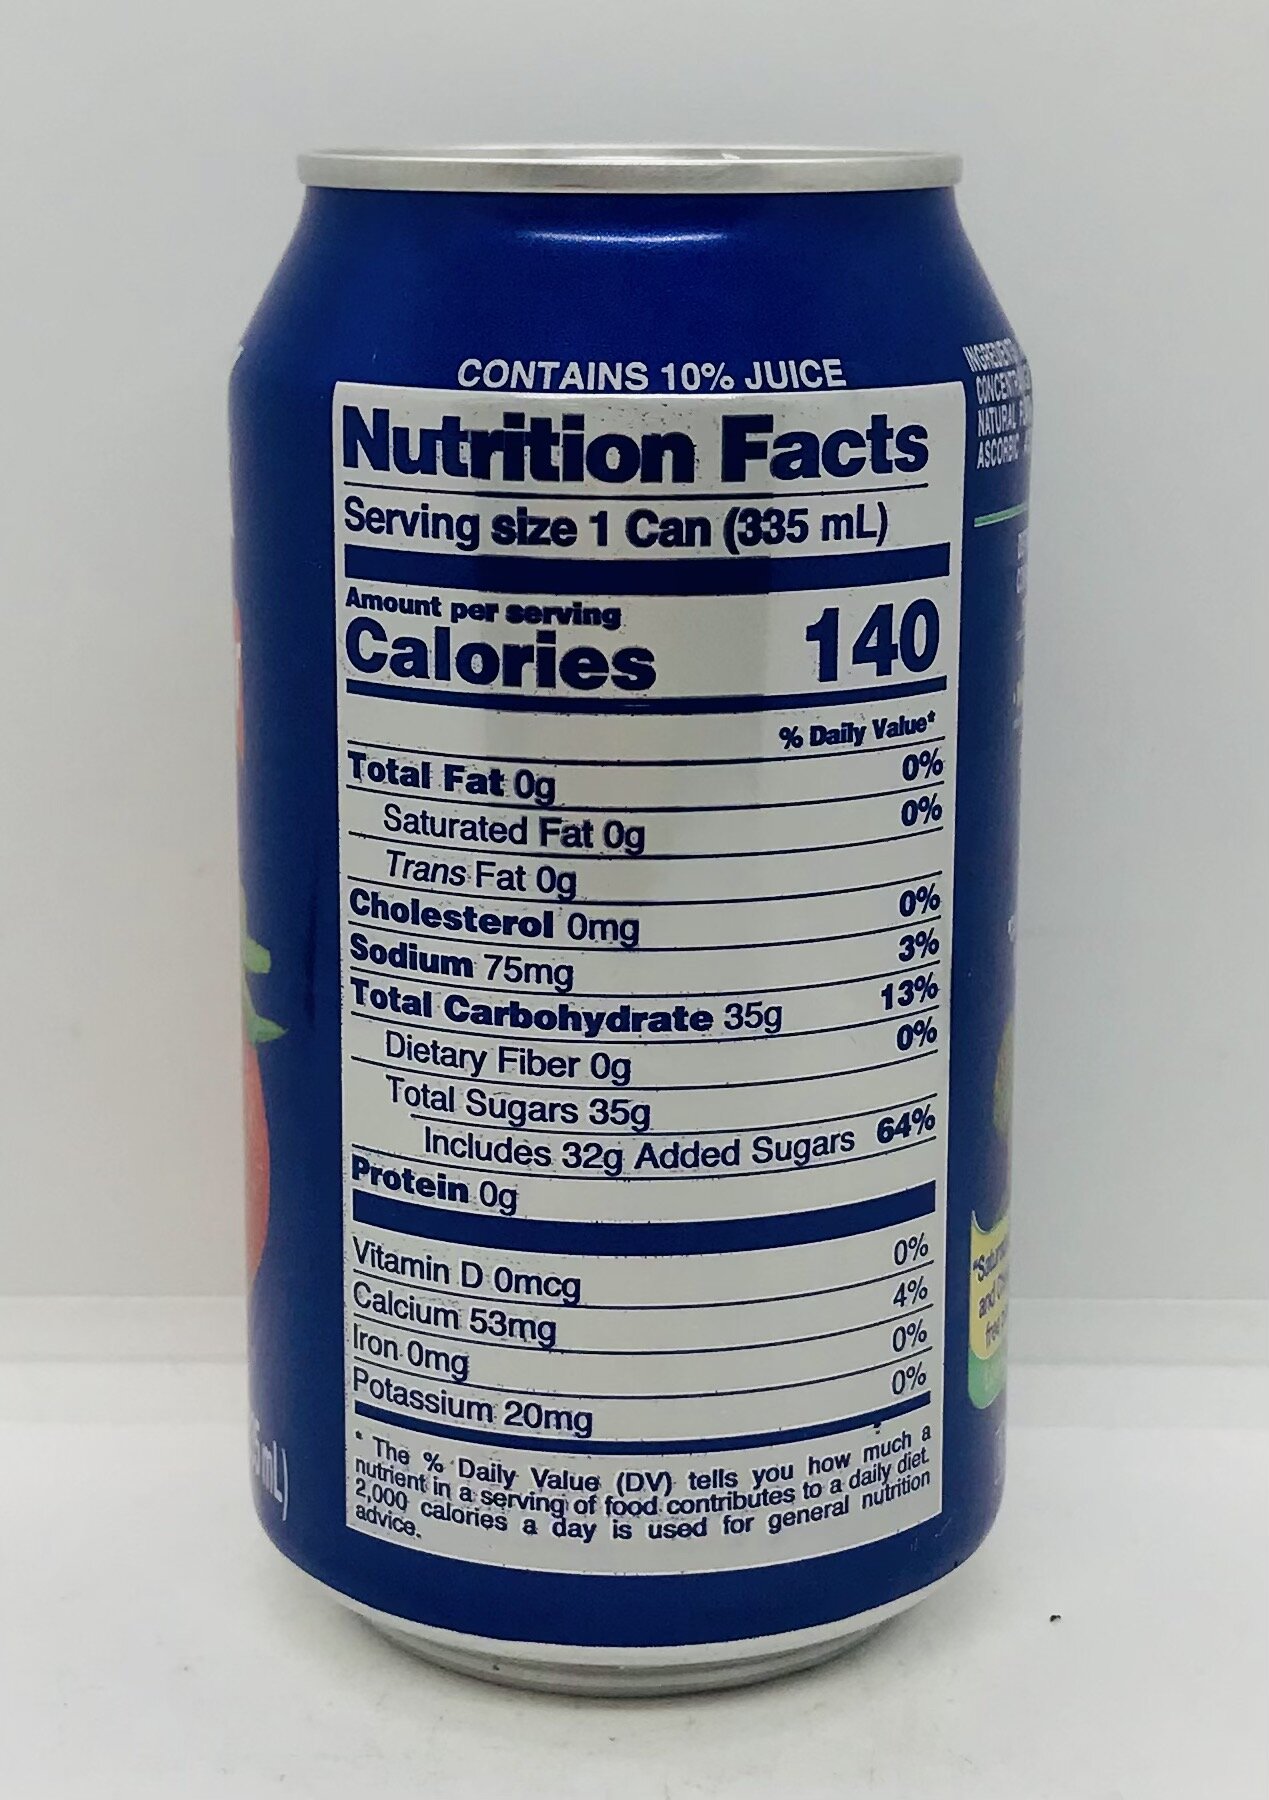 CONTAINS 10% JUICE
Nutrition Facts
Serving size 1 Can (335 mL)
Amount per serving
Calories 140
% Daily Value*
Total Fat 0g 0%
Saturated Fat 0g 0%
Trans Fat 0g
Cholesterol 0mg 0%
Sodium 75mg 3%
Total Carbohydrate 35g 13%
Dietary Fiber 0g 0%
Total Sugars 35g
Includes 32g Added Sugars 64%
Protein 0g
Vitamin D 0mcg 0%
Calcium 53mg 4%
Iron 0mg 0%
Potassium 20mg 0%
* The % Daily Value (DV) tells you how much a
nutrient in a serving of food contributes to a daily diet.
2,000 calories a day is used for general nutrition
advice.
NATURAL
ASCORBIC
and
mL)